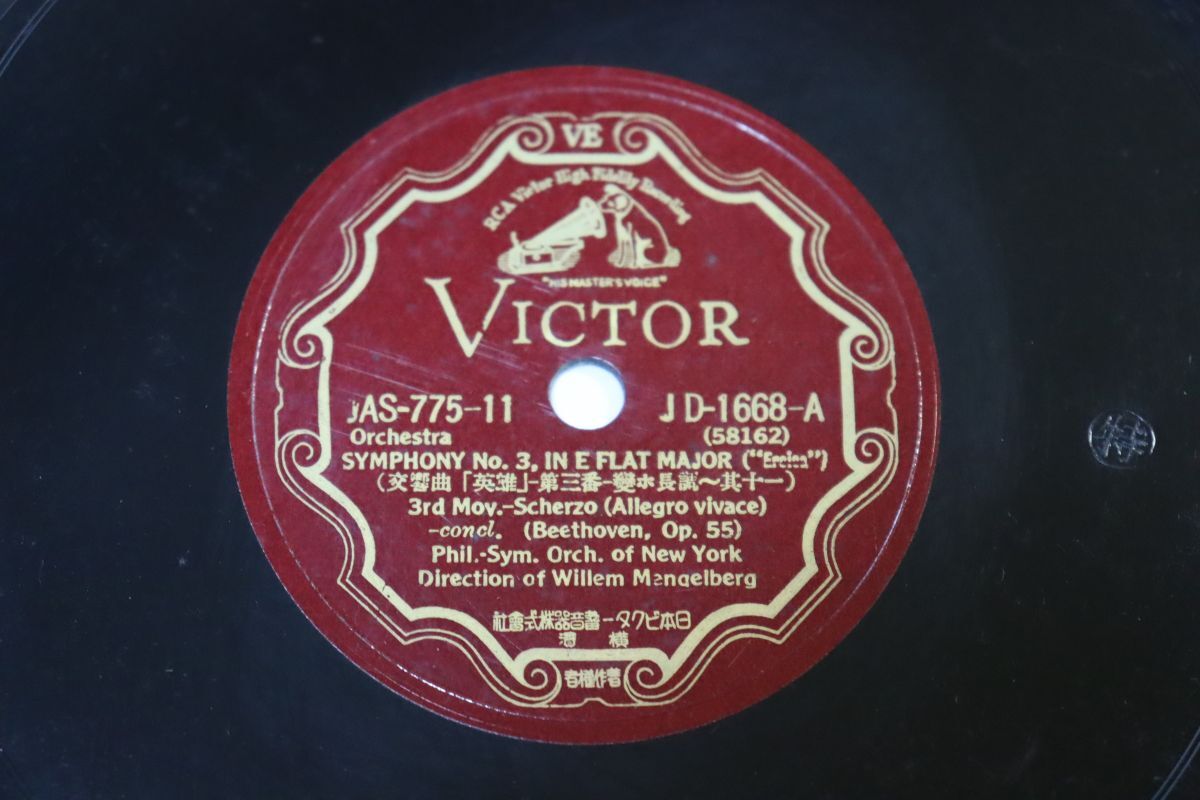 VE
RCA Victor High Fidelity Recording
"HIS MASTER'S VOICE"
VICTOR
JAS-775-11
JD-1668-A
Orchestra
(58162)
SYMPHONY No. 3, IN E FLAT MAJOR ("Eroica")
(交響曲「英雄」-第三番-變ホ長調〜其十一)
3rd Mov.-Scherzo (Allegro vivace)
-concl. (Beethoven, Op. 55)
Phil.-Sym. Orch. of New York
Direction of Willem Mengelberg
社會式株器音蓄ータクビ本日
濱橫
者權作著